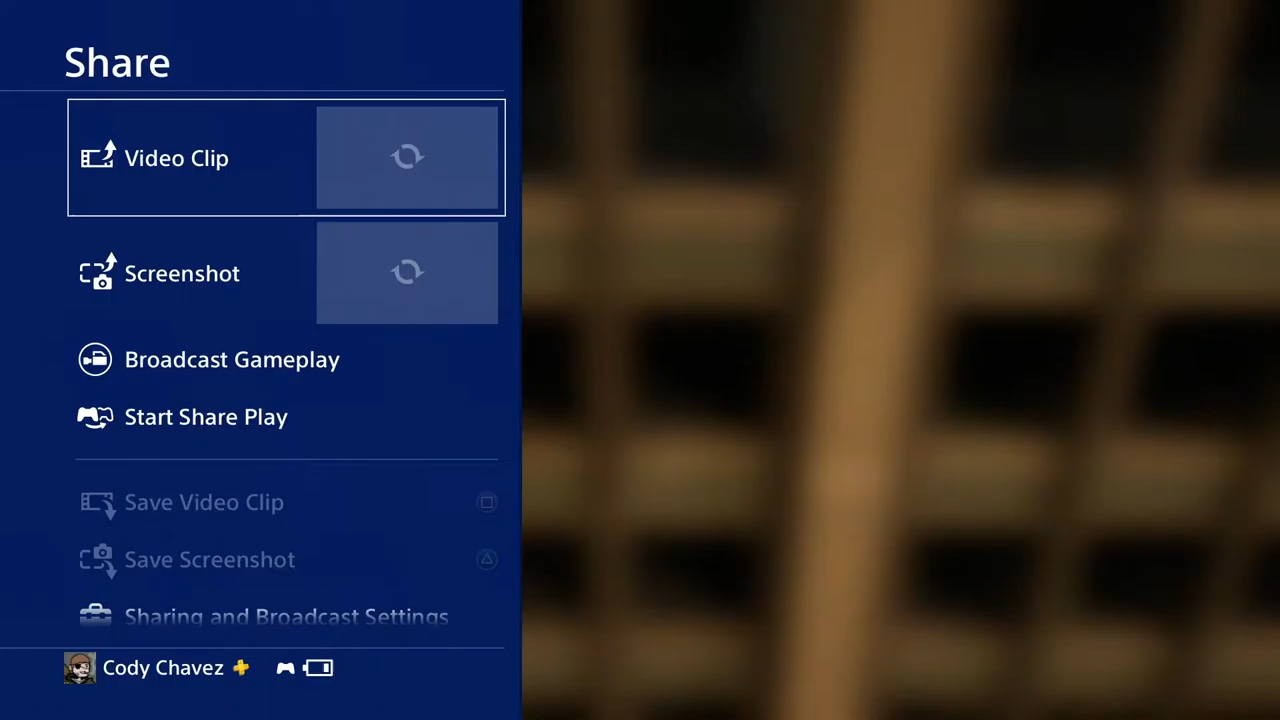 Share
Video Clip
Screenshot
Broadcast Gameplay
Start Share Play
Save Video Clip
Save Screenshot
Sharing and Broadcast Settings
Cody Chavez